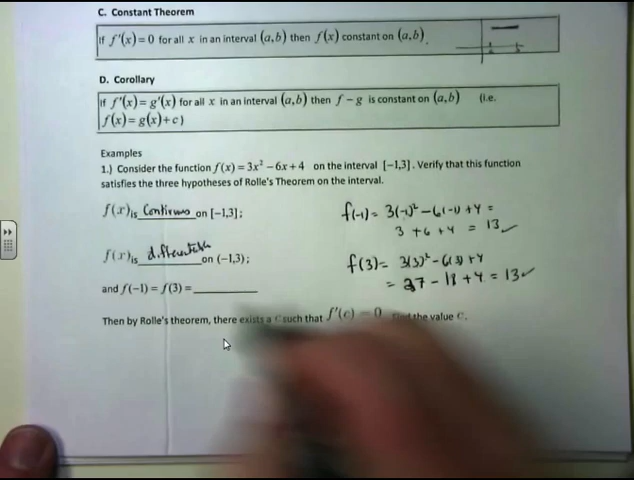 C. Constant Theorem
If f'(x) = 0 for all x in an interval (a,b) then f(x) constant on (a,b).
a b
D. Corollary
If f'(x) = g'(x) for all x in an interval (a,b) then f − g is constant on (a,b) (i.e.
f(x) = g(x) + c)
Examples
1.) Consider the function f(x) = 3x² − 6x + 4 on the interval [−1,3]. Verify that this function
satisfies the three hypotheses of Rolle's Theorem on the interval.
f(x) is Continuous on [−1,3];
f(-1) = 3(-1)² − 6(-1) + 4 =
3 + 6 + 4 = 13 ✓
f(x) is differentiable on (−1,3);
f(3) = 3(3)² − 6(3) + 4
= 27 − 18 + 4 = 13 ✓
and f(−1) = f(3) = ________
Then by Rolle's theorem, there exists a c such that f'(c) = 0. Find the value c.